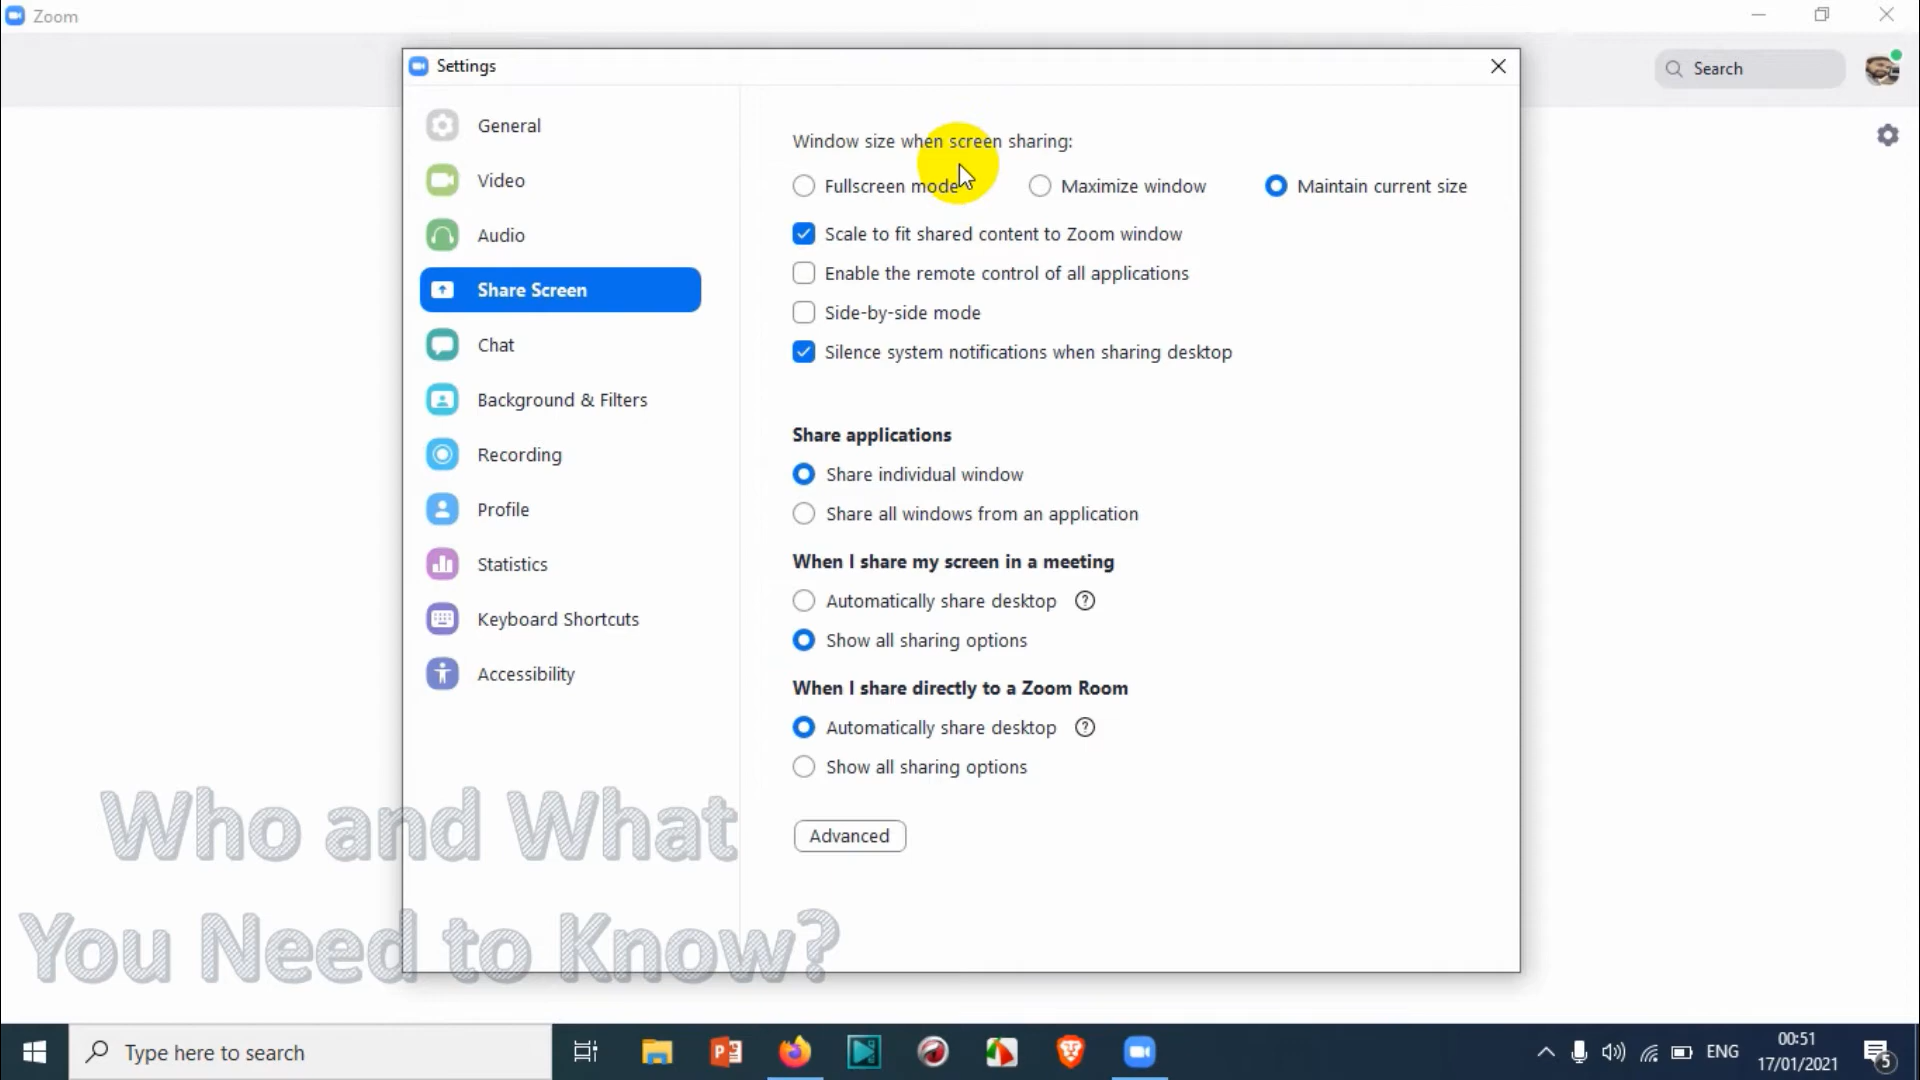 Zoom
Settings
Search
General
Video
Audio
Share Screen
Chat
Background & Filters
Recording
Profile
Statistics
Keyboard Shortcuts
Accessibility
Window size when screen sharing:
Fullscreen mode Maximize window Maintain current size
Scale to fit shared content to Zoom window
Enable the remote control of all applications
Side-by-side mode
Silence system notifications when sharing desktop
Share applications
Share individual window
Share all windows from an application
When I share my screen in a meeting
Automatically share desktop ?
Show all sharing options
When I share directly to a Zoom Room
Automatically share desktop ?
Show all sharing options
Advanced
Who and What
You Need to Know?
Type here to search
ENG
00:51
17/01/2021
5